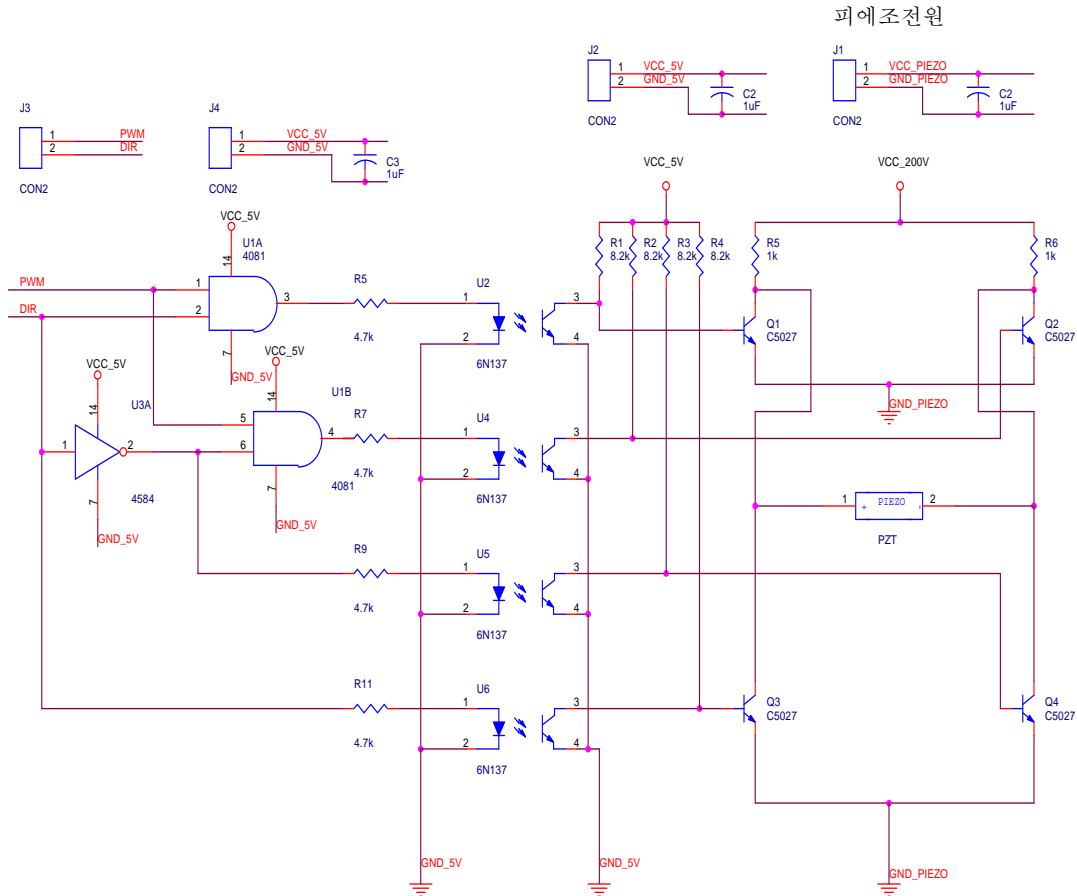 피에조전원
J2
1
VCC_5V
2
GND_5V
C2
1uF
CON2
J1
1
VCC_PIEZO
2
GND_PIEZO
C2
1uF
CON2
J3
1
PWM
2
DIR
CON2
J4
1
VCC_5V
2
GND_5V
C3
1uF
CON2
VCC_5V
VCC_200V
VCC_5V
U1A
4081
14
PWM
1
DIR
2
3
7
GND_5V
R5
4.7k
U2
1
2
3
4
6N137
R1
8.2k
R2
8.2k
R3
8.2k
R4
8.2k
R5
1k
R6
1k
Q1
C5027
Q2
C5027
GND_PIEZO
VCC_5V
14
U3A
1
2
7
4584
GND_5V
VCC_5V
14
U1B
5
6
4
7
4081
GND_5V
R7
4.7k
U4
1
2
3
4
6N137
1
PIEZO
+
-
2
PZT
R9
4.7k
U5
1
2
3
4
6N137
R11
4.7k
U6
1
2
3
4
6N137
Q3
C5027
Q4
C5027
GND_5V
GND_5V
GND_PIEZO